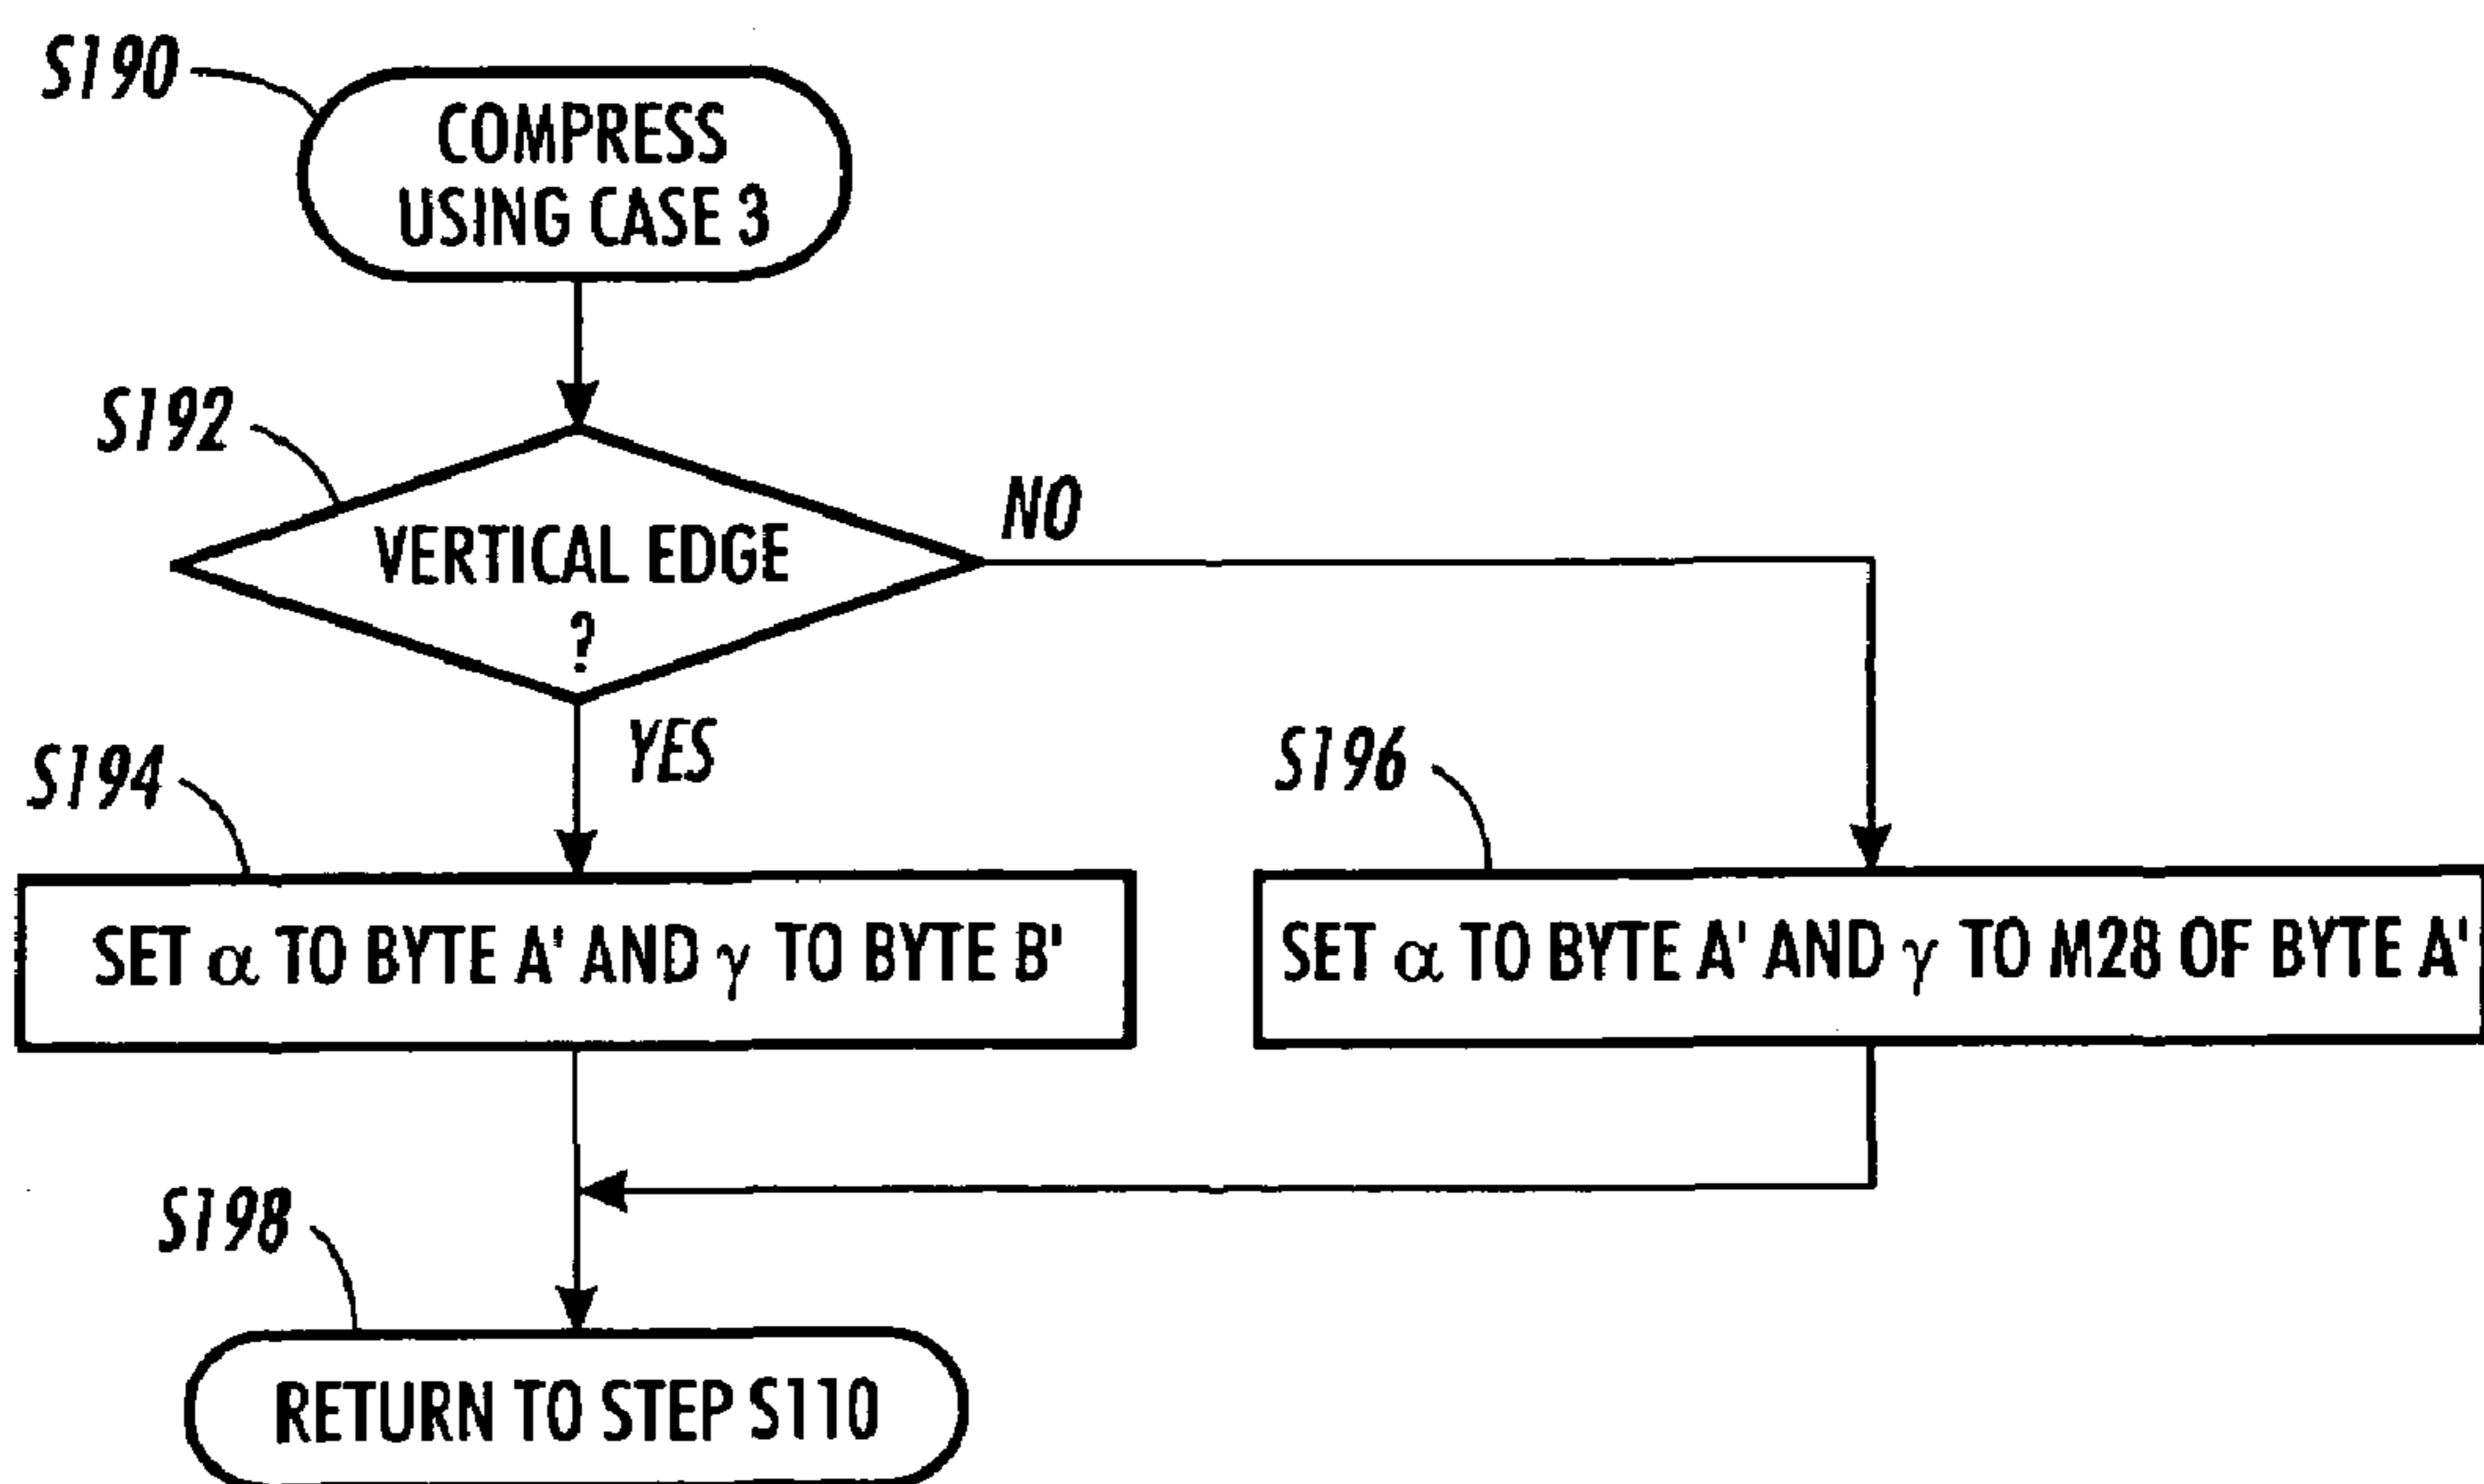 S190
COMPRESS
USING CASE 3
S192
VERTICAL EDGE
?
NO
YES
S194
SET α TO BYTE A' AND γ TO BYTE B'
S196
SET α TO BYTE A' AND γ TO M28 OF BYTE A'
S198
RETURN TO STEP S110